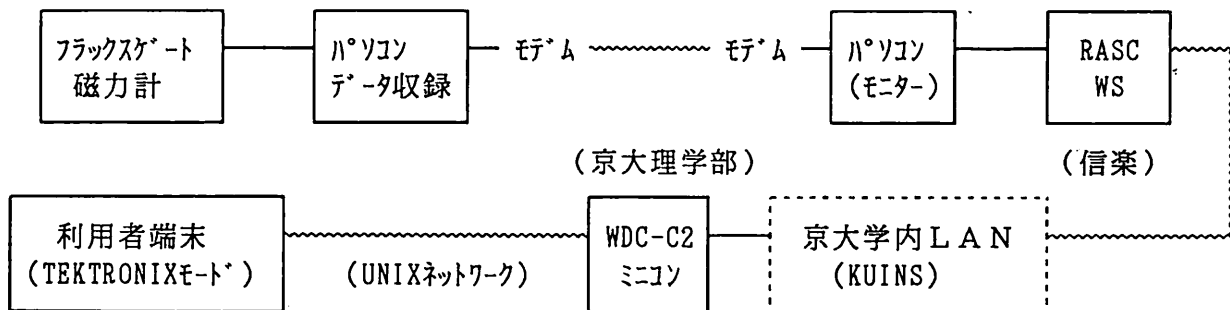 フラックスゲート
磁力計
パソコン
データ収録
モデム
モデム
パソコン
(モニター)
RASC
WS
(京大理学部)
(信楽)
利用者端末
(TEKTRONIXモード)
(UNIXネットワーク)
WDC-C2
ミニコン
京大学内LAN
(KUINS)